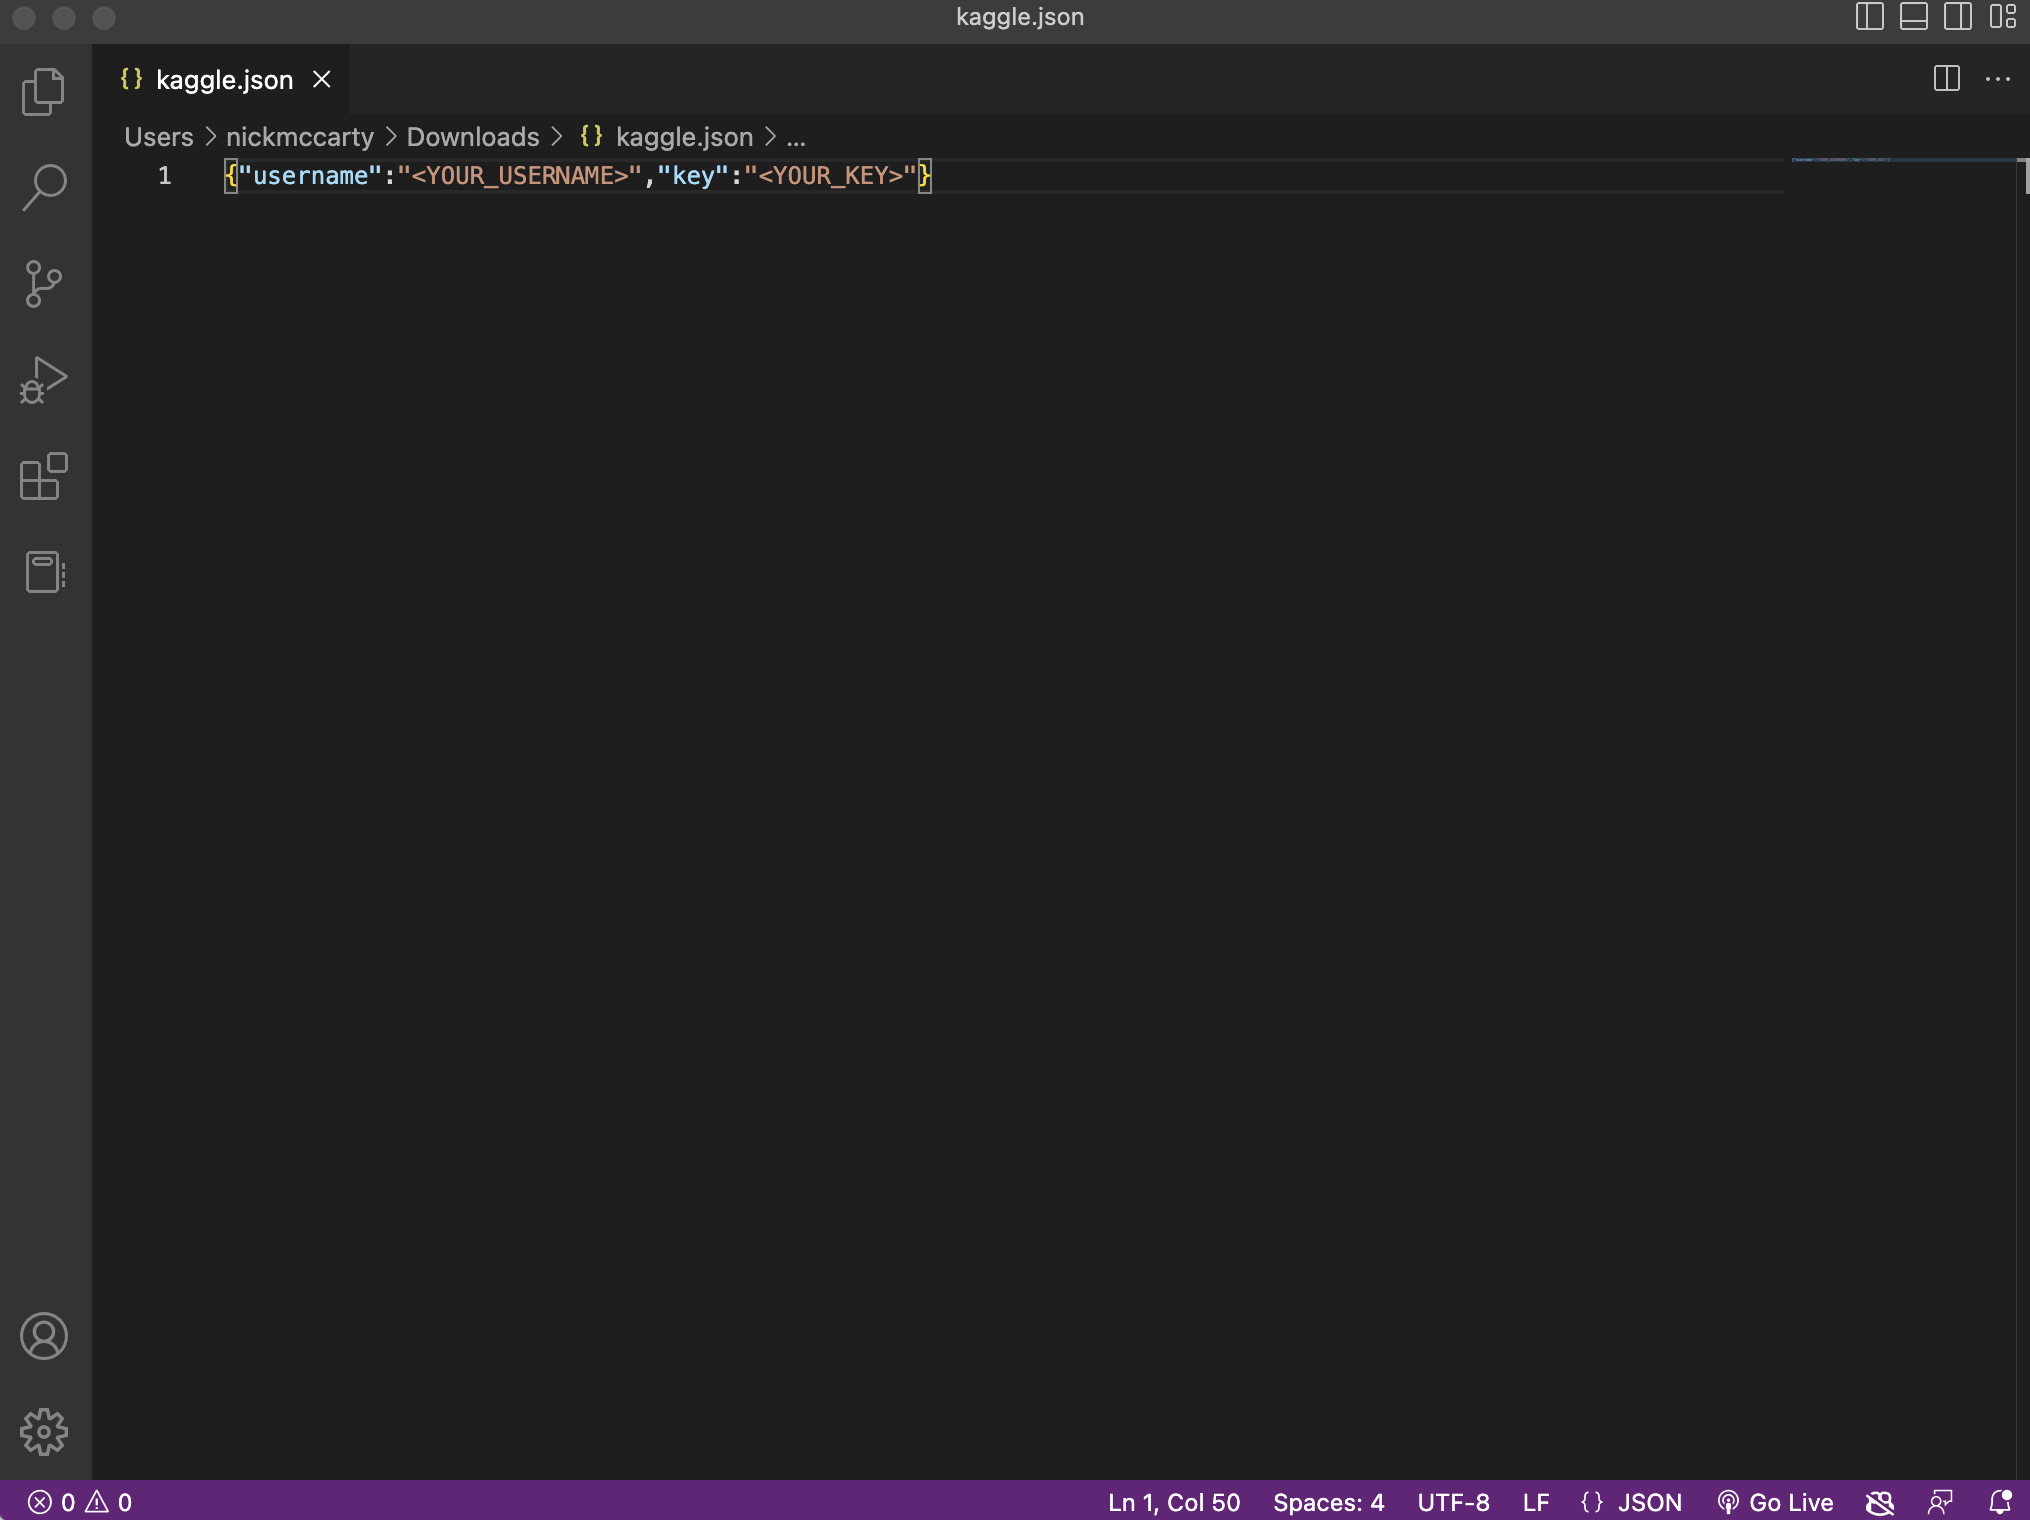 kaggle.json
{} kaggle.json
Users > nickmccarty > Downloads > {} kaggle.json > ...
1 {"username":"<YOUR_USERNAME>","key":"<YOUR_KEY>"}
0 0 Ln 1, Col 50 Spaces: 4 UTF-8 LF {} JSON Go Live